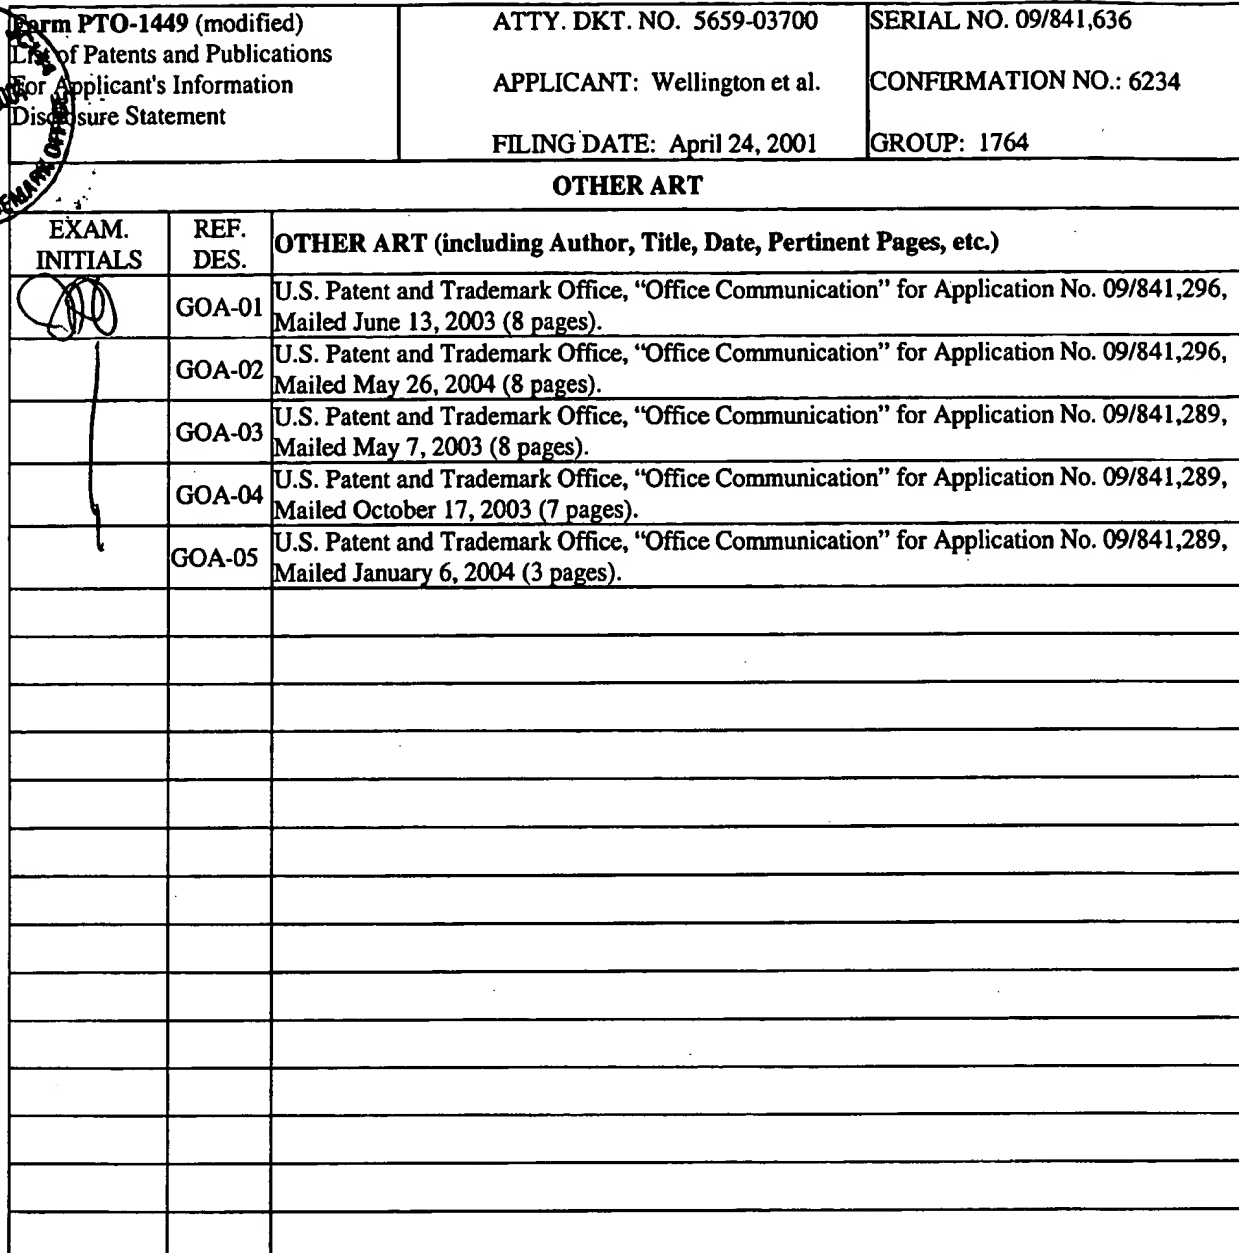 Form PTO-1449 (modified)
List of Patents and Publications
For Applicant's Information
Disclosure Statement
ATTY. DKT. NO. 5659-03700
APPLICANT: Wellington et al.
FILING DATE: April 24, 2001
SERIAL NO. 09/841,636
CONFIRMATION NO.: 6234
GROUP: 1764
OTHER ART
EXAM.
INITIALS
REF.
DES.
OTHER ART (including Author, Title, Date, Pertinent Pages, etc.)
GOA-01
U.S. Patent and Trademark Office, “Office Communication” for Application No. 09/841,296,
Mailed June 13, 2003 (8 pages).
GOA-02
U.S. Patent and Trademark Office, “Office Communication” for Application No. 09/841,296,
Mailed May 26, 2004 (8 pages).
GOA-03
U.S. Patent and Trademark Office, “Office Communication” for Application No. 09/841,289,
Mailed May 7, 2003 (8 pages).
GOA-04
U.S. Patent and Trademark Office, “Office Communication” for Application No. 09/841,289,
Mailed October 17, 2003 (7 pages).
GOA-05
U.S. Patent and Trademark Office, “Office Communication” for Application No. 09/841,289,
Mailed January 6, 2004 (3 pages).